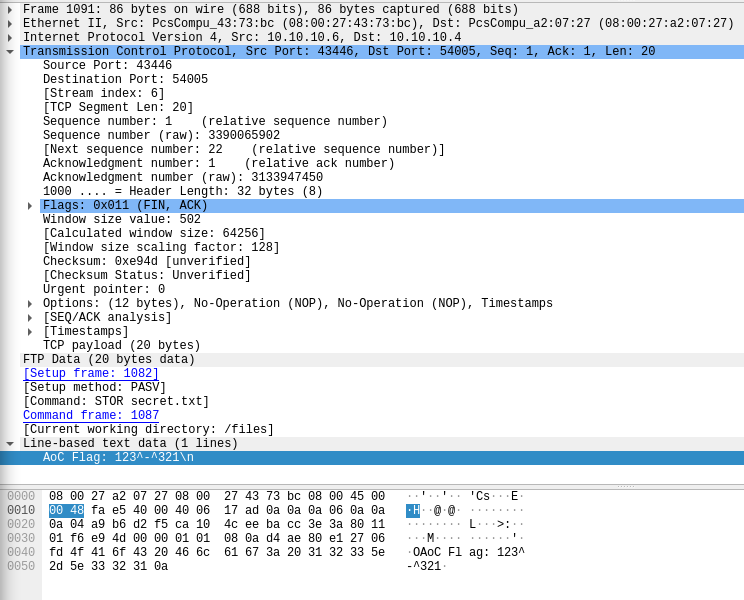 Frame 1091: 86 bytes on wire (688 bits), 86 bytes captured (688 bits)
Ethernet II, Src: PcsCompu_43:73:bc (08:00:27:43:73:bc), Dst: PcsCompu_a2:07:27 (08:00:27:a2:07:27)
Internet Protocol Version 4, Src: 10.10.10.6, Dst: 10.10.10.4
Transmission Control Protocol, Src Port: 43446, Dst Port: 54005, Seq: 1, Ack: 1, Len: 20
Source Port: 43446
Destination Port: 54005
[Stream index: 6]
[TCP Segment Len: 20]
Sequence number: 1    (relative sequence number)
Sequence number (raw): 3390065902
[Next sequence number: 22    (relative sequence number)]
Acknowledgment number: 1    (relative ack number)
Acknowledgment number (raw): 3133947450
1000 .... = Header Length: 32 bytes (8)
Flags: 0x011 (FIN, ACK)
Window size value: 502
[Calculated window size: 64256]
[Window size scaling factor: 128]
Checksum: 0xe94d [unverified]
[Checksum Status: Unverified]
Urgent pointer: 0
Options: (12 bytes), No-Operation (NOP), No-Operation (NOP), Timestamps
[SEQ/ACK analysis]
[Timestamps]
TCP payload (20 bytes)
FTP Data (20 bytes data)
[Setup frame: 1082]
[Setup method: PASV]
[Command: STOR secret.txt]
Command frame: 1087
[Current working directory: /files]
Line-based text data (1 lines)
AoC Flag: 123^-^321\n
0000 08 00 27 a2 07 27 08 00 27 43 73 bc 08 00 45 00 ··'··'·· 'Cs···E·
0010 00 48 fa e5 40 00 40 06 17 ad 0a 0a 0a 06 0a 0a ·H··@·@· ········
0020 0a 04 a9 b6 d2 f5 ca 10 4c ee ba cc 3e 3a 80 11 ········ L···>:··
0030 01 f6 e9 4d 00 00 01 01 08 0a d4 ae 80 e1 27 06 ···M···· ······'·
0040 fd 4f 41 6f 43 20 46 6c 61 67 3a 20 31 32 33 5e ·OAoC Fl ag: 123^
0050 2d 5e 33 32 31 0a -^321·